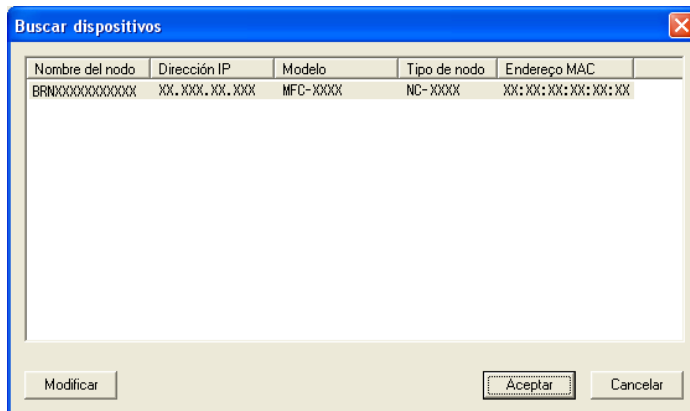 Buscar dispositivos
Nombre del nodo Dirección IP Modelo Tipo de nodo Endereço MAC
BRNXXXXXXXXXXX XX.XXX.XX.XXX MFC-XXXX NC-XXXX XX:XX:XX:XX:XX:XX
Modificar Aceptar Cancelar